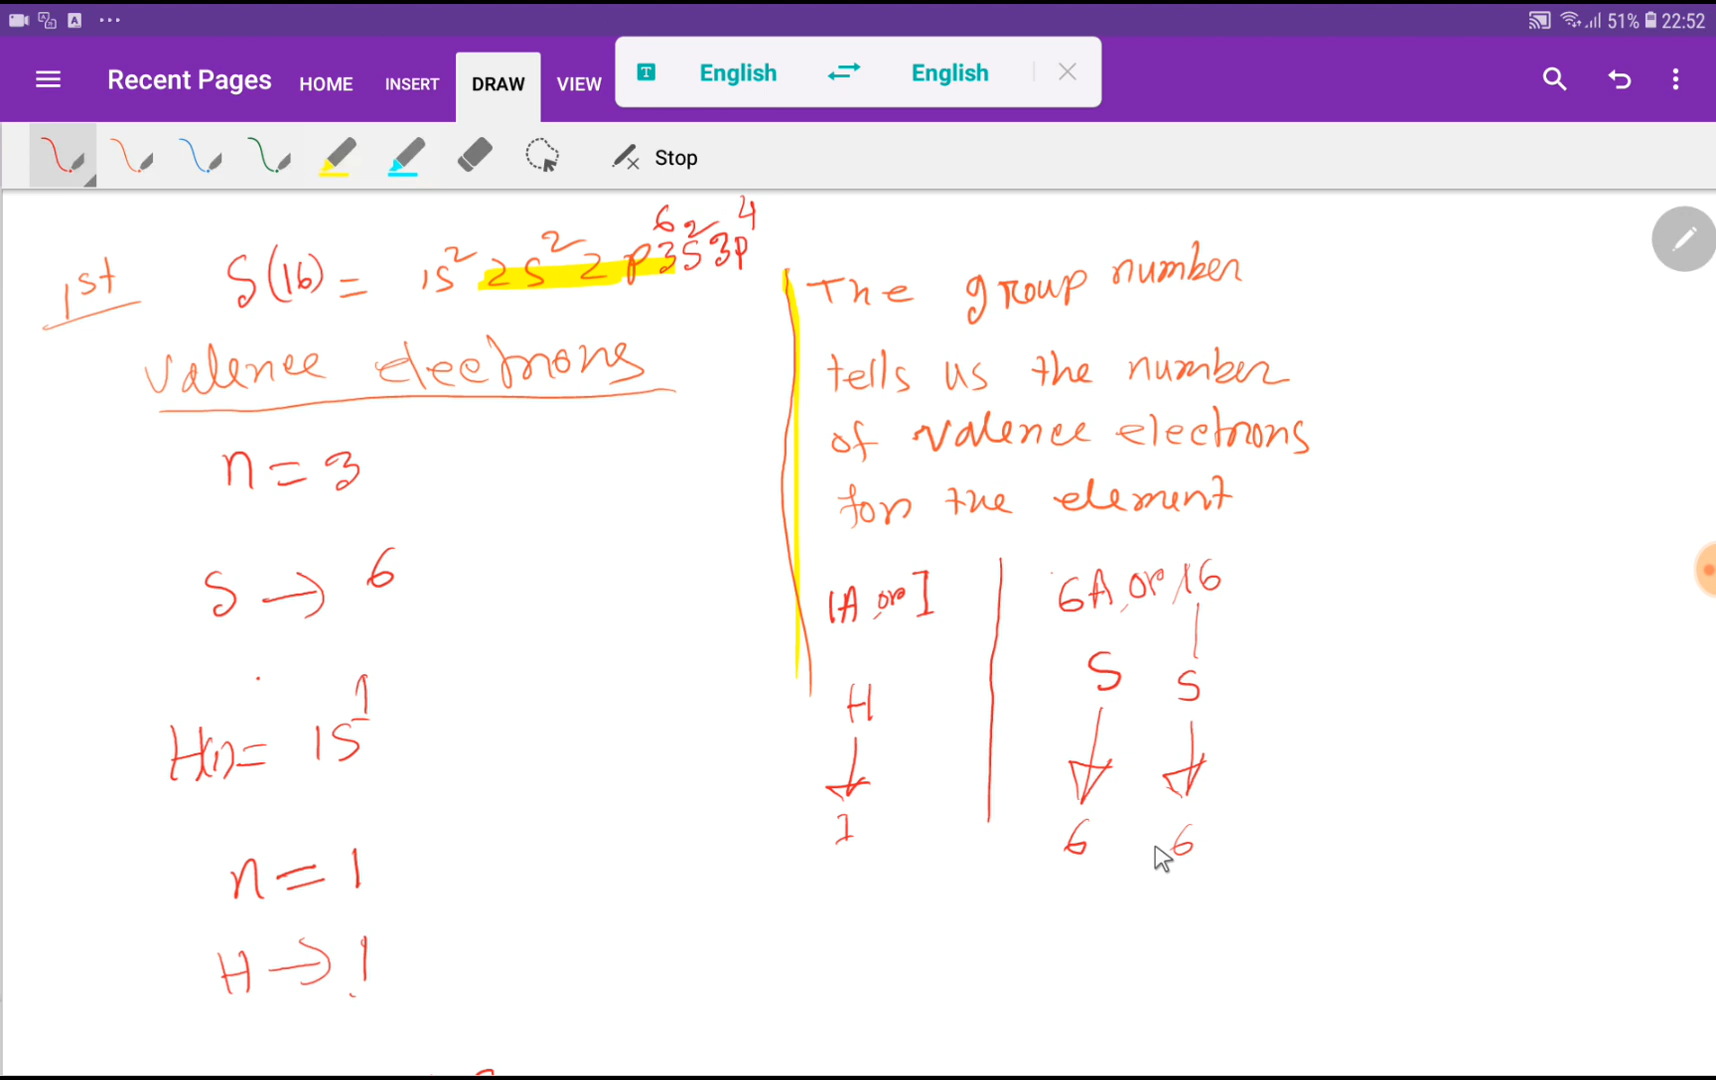 51% 22:52
Recent Pages HOME INSERT DRAW VIEW English English
Stop
1st S(16) = 1s² 2s² 2p⁶ 3s² 3p⁴
valence electrons
n = 3
S → 6
H(1) = 1s¹
n = 1
H → 1
The group number
tells us the number
of valence electrons
for the element
1A or 1
H
1
6A or 16
S S
6 6